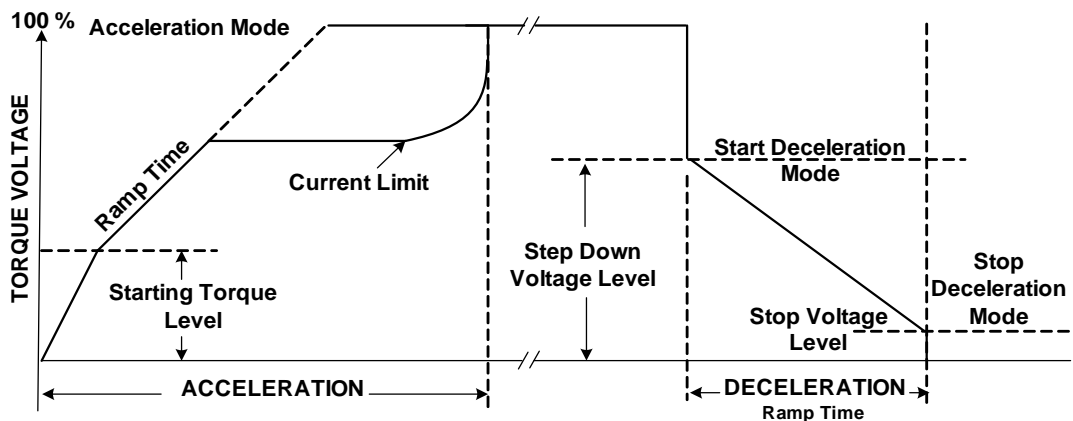 100 %
Acceleration Mode
TORQUE VOLTAGE
Ramp Time
Current Limit
Starting Torque
Level
ACCELERATION
Start Deceleration
Mode
Step Down
Voltage Level
Stop
Deceleration
Mode
Stop Voltage
Level
DECELERATION
Ramp Time